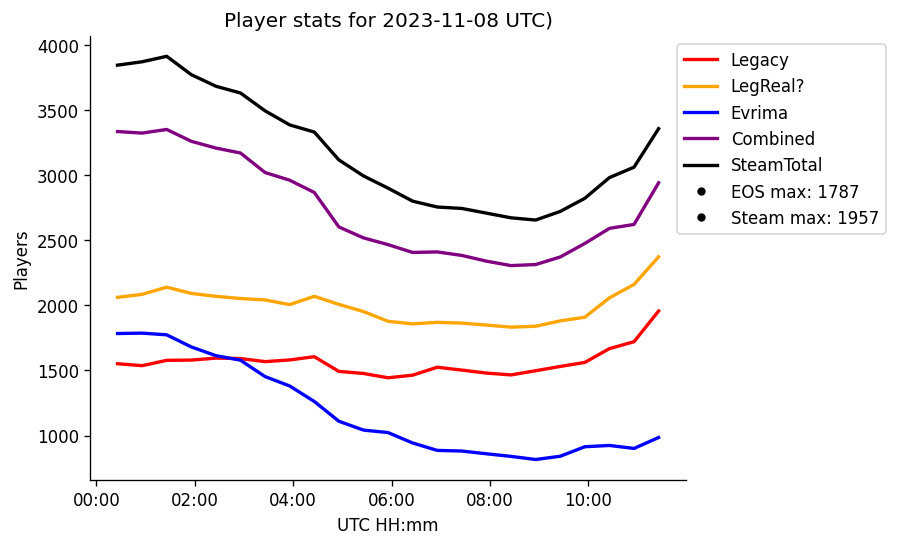 Player stats for 2023-11-08 UTC)
Players
4000
3500
3000
2500
2000
1500
1000
00:00 02:00 04:00 06:00 08:00 10:00
UTC HH:mm
Legacy
LegReal?
Evrima
Combined
SteamTotal
EOS max: 1787
Steam max: 1957